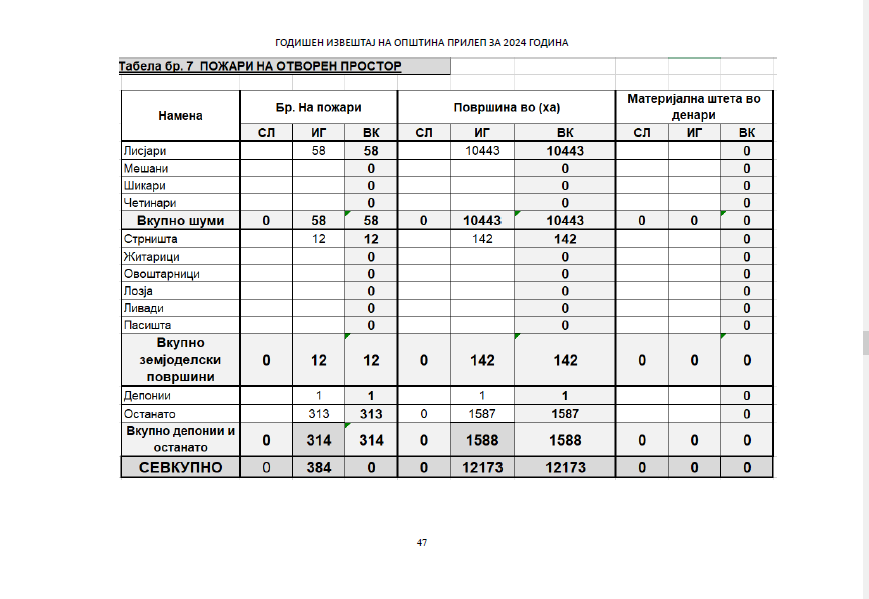 ГОДИШЕН ИЗВЕШТАЈ НА ОПШТИНА ПРИЛЕП ЗА 2024 ГОДИНА
Табела бр. 7 ПОЖАРИ НА ОТВОРЕН ПРОСТОР
Намена Бр. На пожари Површина во (ха) Материјална штета во денари
СЛ ИГ ВК СЛ ИГ ВК СЛ ИГ ВК
Лисјари 58 58 10443 10443 0
Мешани 0 0 0
Шикари 0 0 0
Четинари 0 0 0
Вкупно шуми 0 58 58 0 10443 10443 0 0 0
Стрништа 12 12 142 142 0
Житарици 0 0 0
Овоштарници 0 0 0
Лозја 0 0 0
Ливади 0 0 0
Пасишта 0 0 0
Вкупно земјоделски површини 0 12 12 0 142 142 0 0 0
Депонии 1 1 1 1 0
Останато 313 313 0 1587 1587 0
Вкупно депонии и останато 0 314 314 0 1588 1588 0 0 0
СЕВКУПНО 0 384 0 0 12173 12173 0 0 0
47